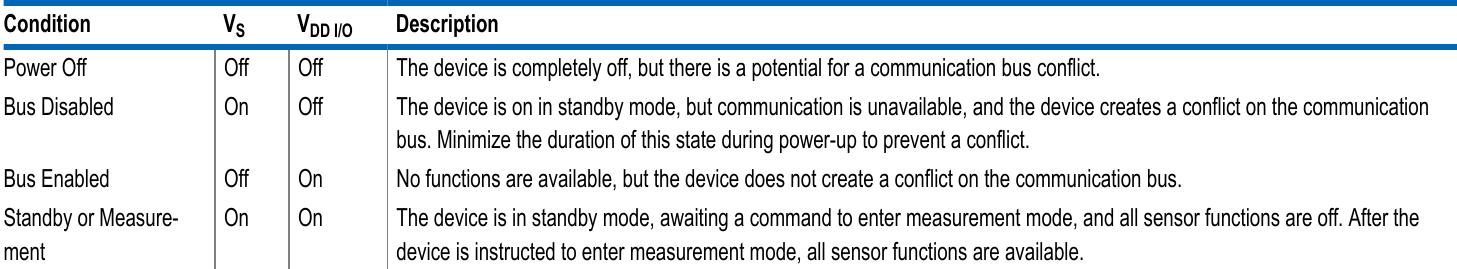 Condition VS VDD I/O Description
Power Off Off Off The device is completely off, but there is a potential for a communication bus conflict.
Bus Disabled On Off The device is on in standby mode, but communication is unavailable, and the device creates a conflict on the communication
bus. Minimize the duration of this state during power-up to prevent a conflict.
Bus Enabled Off On No functions are available, but the device does not create a conflict on the communication bus.
Standby or Measure- On On The device is in standby mode, awaiting a command to enter measurement mode, and all sensor functions are off. After the
ment device is instructed to enter measurement mode, all sensor functions are available.